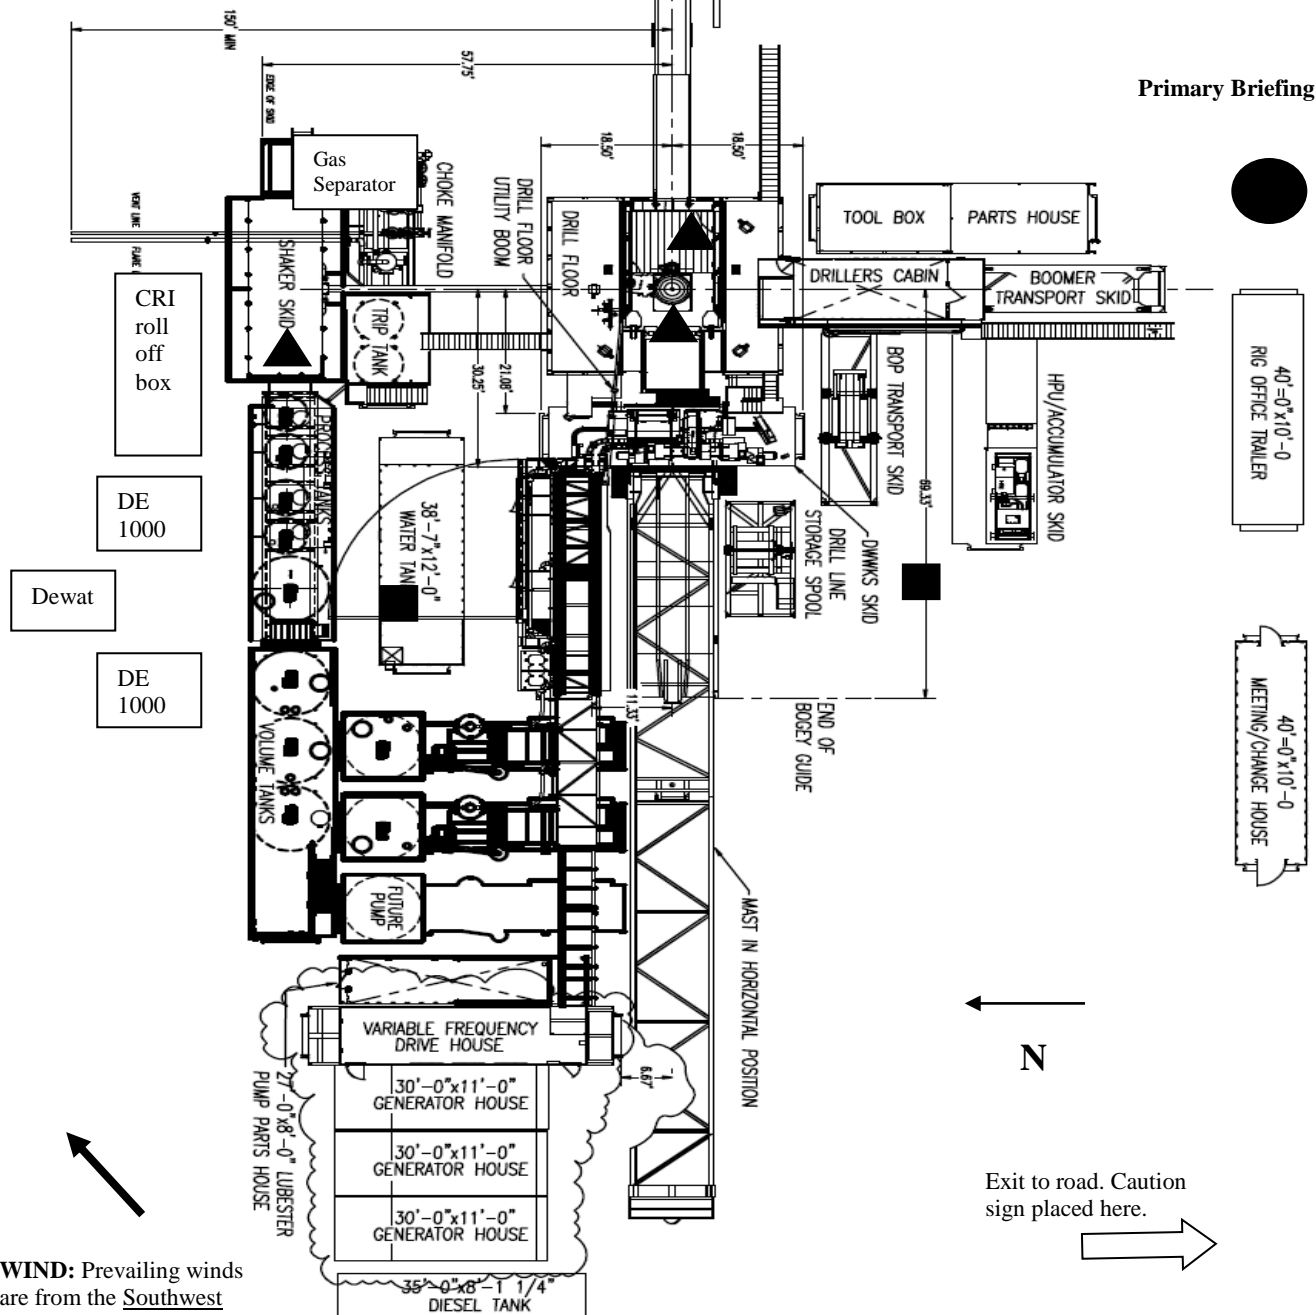 150' MIN
57.75'
EDGE OF SKID
Primary Briefing
18.50'
18.50'
Gas
Separator
CHOKE MANIFOLD
DRILL FLOOR
UTILITY BOOM
DRILL FLOOR
TOOL BOX
PARTS HOUSE
VENT LINE
SHAKER SKID
DRILLERS CABIN
BOOMER
TRANSPORT SKID
CRI
roll
off
box
TRIP TANK
30.25'
21.08'
BOP TRANSPORT SKID
HPU/ACCUMULATOR SKID
40'=0"x10'-0
RIG OFFICE TRAILER
PROCESS TANKS
DE
1000
38'-7"x12'-0"
WATER TAN
69.33'
DRILL LINE
STORAGE SPOOL
DWWKS SKID
Dewat
DE
1000
11.33'
END OF
BOGEY GUIDE
40'=0"x10'-0
MEETING/CHANGE HOUSE
VOLUME TANKS
FUTURE
PUMP
MAST IN HORIZONTAL POSITION
VARIABLE FREQUENCY
DRIVE HOUSE
N
6.67'
27'-0"x8'-0" LUBESTER
PUMP PARTS HOUSE
30'-0"x11'-0"
GENERATOR HOUSE
30'-0"x11'-0"
GENERATOR HOUSE
30'-0"x11'-0"
GENERATOR HOUSE
Exit to road. Caution
sign placed here.
WIND: Prevailing winds
are from the Southwest
35'-0"x8'-1 1/4"
DIESEL TANK